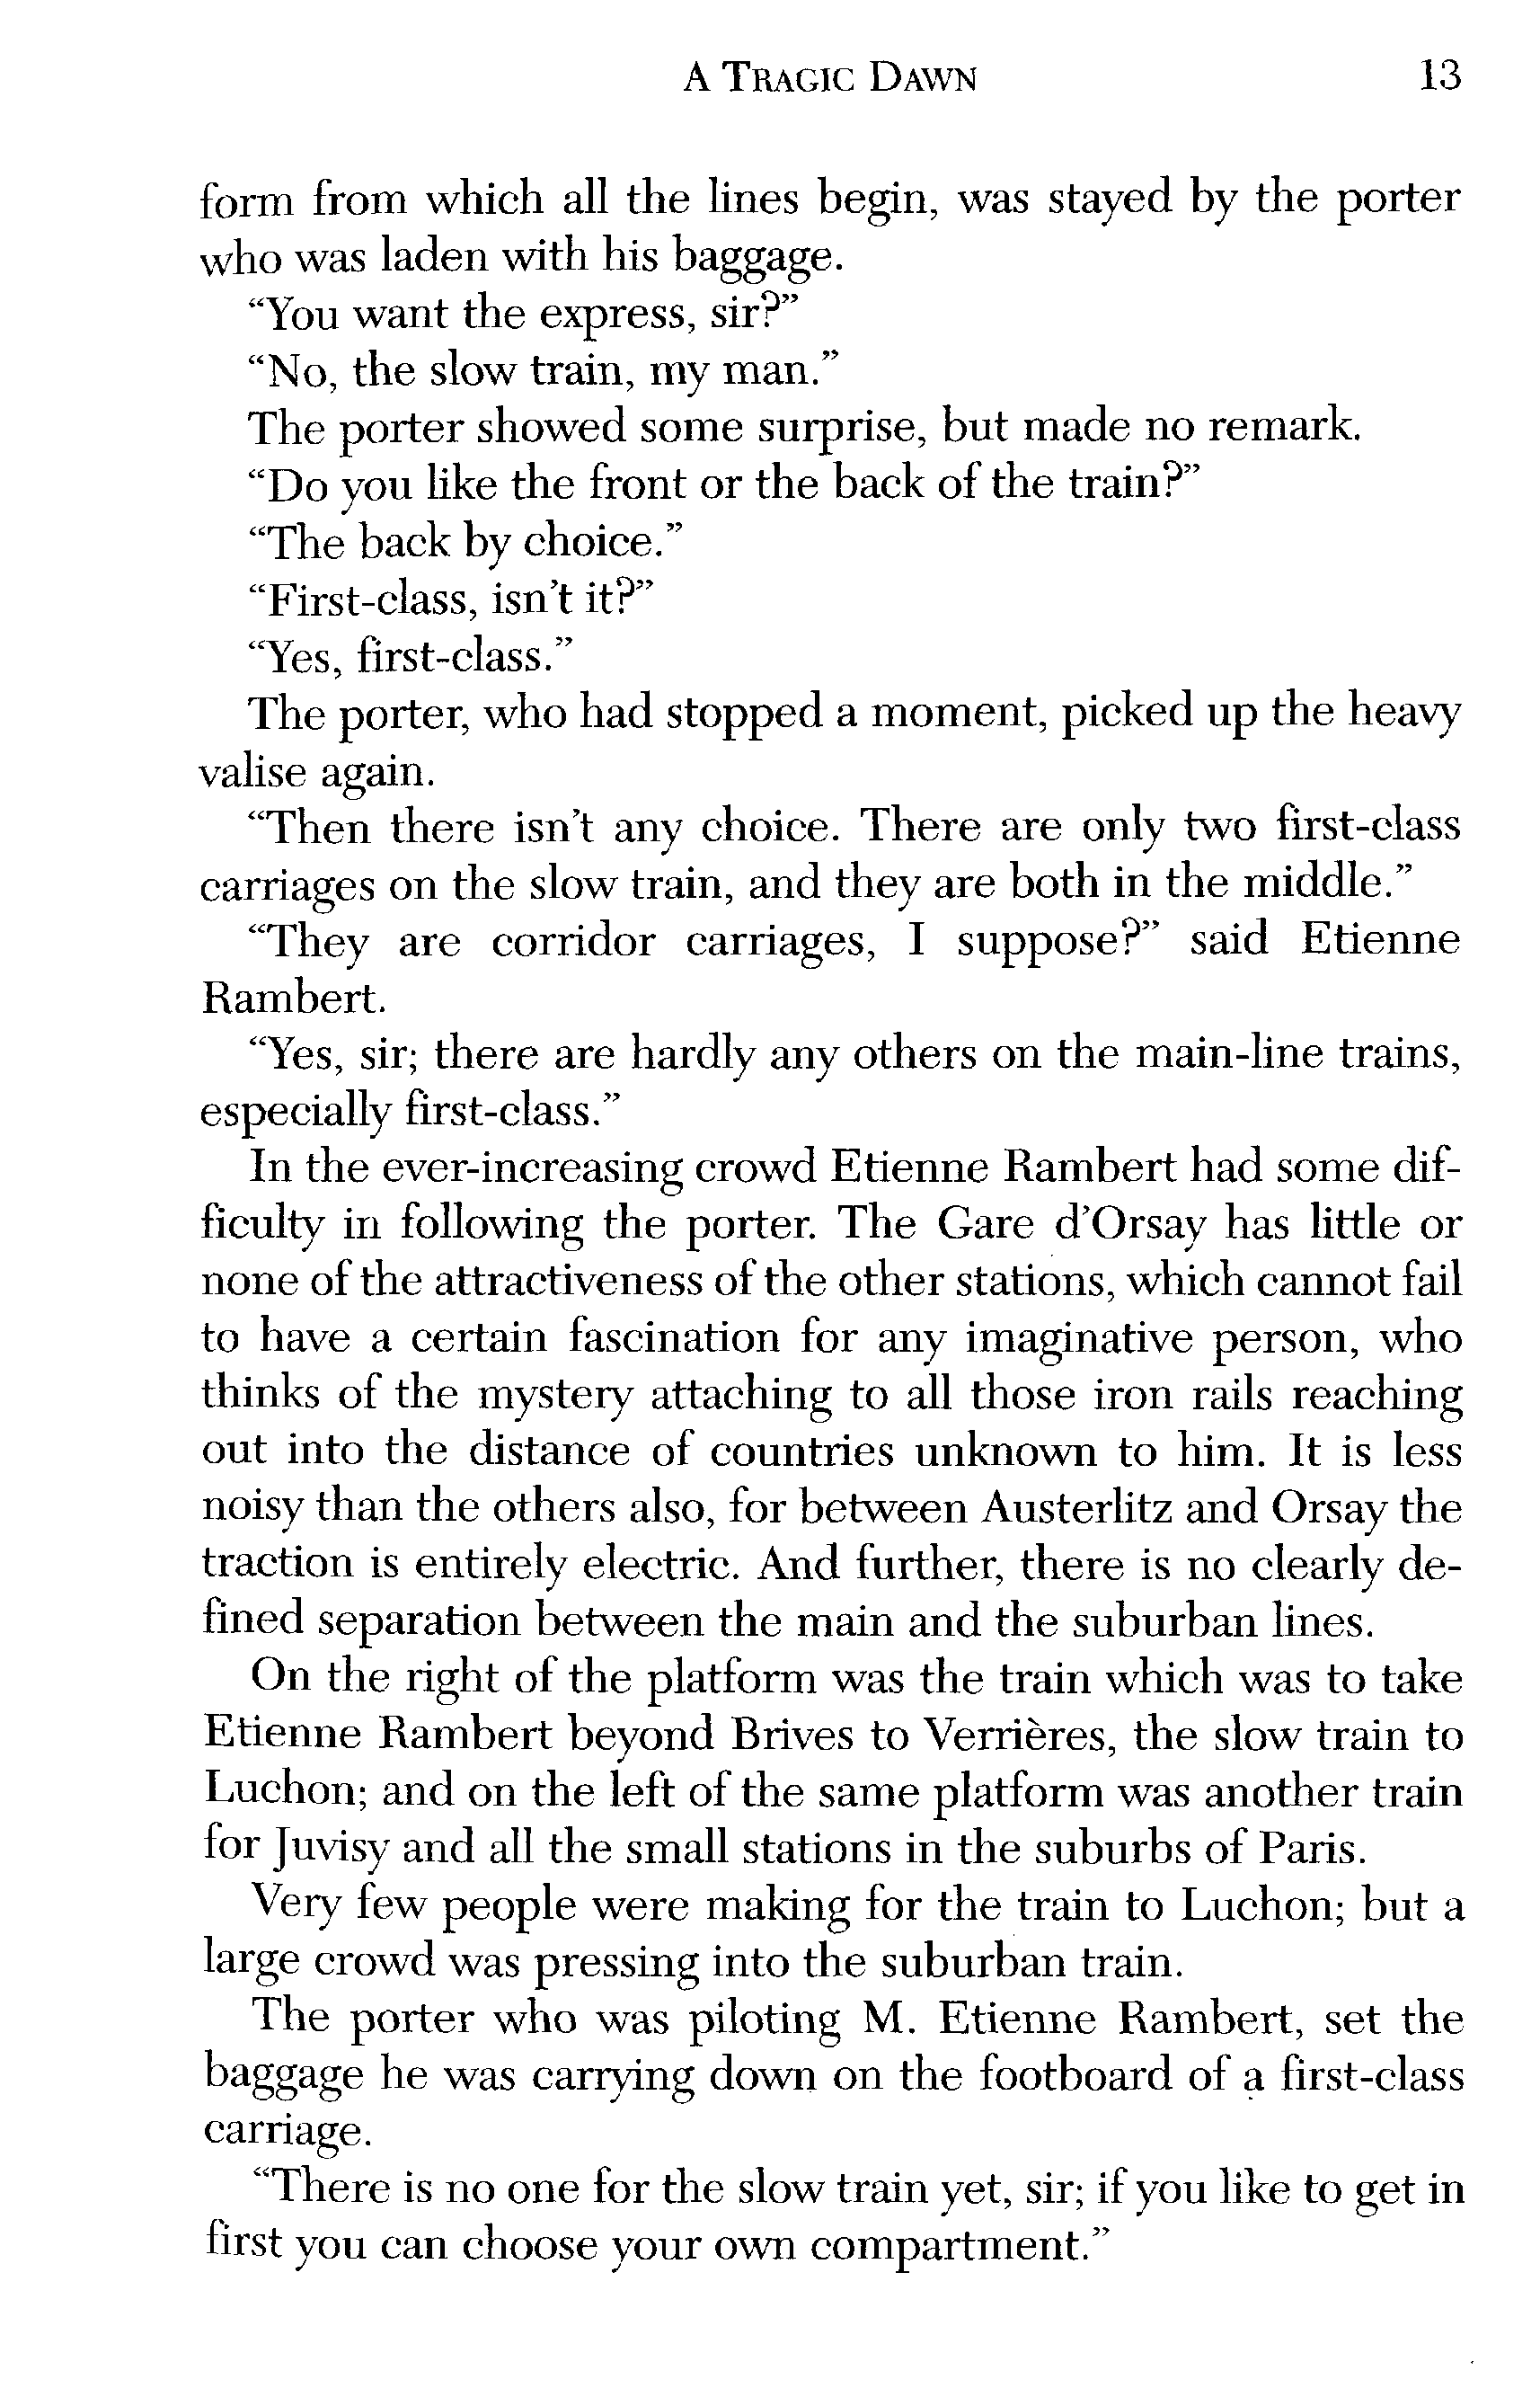 A TRAGIC DAWN 13
form from which all the lines begin, was stayed by the porter
who was laden with his baggage.
“You want the express, sir?”
“No, the slow train, my man.”
The porter showed some surprise, but made no remark.
“Do you like the front or the back of the train?”
“The back by choice.”
“First-class, isn’t it?”
“Yes, first-class.”
The porter, who had stopped a moment, picked up the heavy
valise again.
“Then there isn’t any choice. There are only two first-class
carriages on the slow train, and they are both in the middle.”
“They are corridor carriages, I suppose?” said Etienne
Rambert.
“Yes, sir; there are hardly any others on the main-line trains,
especially first-class.”
In the ever-increasing crowd Etienne Rambert had some dif-
ficulty in following the porter. The Gare d’Orsay has little or
none of the attractiveness of the other stations, which cannot fail
to have a certain fascination for any imaginative person, who
thinks of the mystery attaching to all those iron rails reaching
out into the distance of countries unknown to him. It is less
noisy than the others also, for between Austerlitz and Orsay the
traction is entirely electric. And further, there is no clearly de-
fined separation between the main and the suburban lines.
On the right of the platform was the train which was to take
Etienne Rambert beyond Brives to Verrières, the slow train to
Luchon; and on the left of the same platform was another train
for Juvisy and all the small stations in the suburbs of Paris.
Very few people were making for the train to Luchon; but a
large crowd was pressing into the suburban train.
The porter who was piloting M. Etienne Rambert, set the
baggage he was carrying down on the footboard of a first-class
carriage.
“There is no one for the slow train yet, sir; if you like to get in
first you can choose your own compartment.”